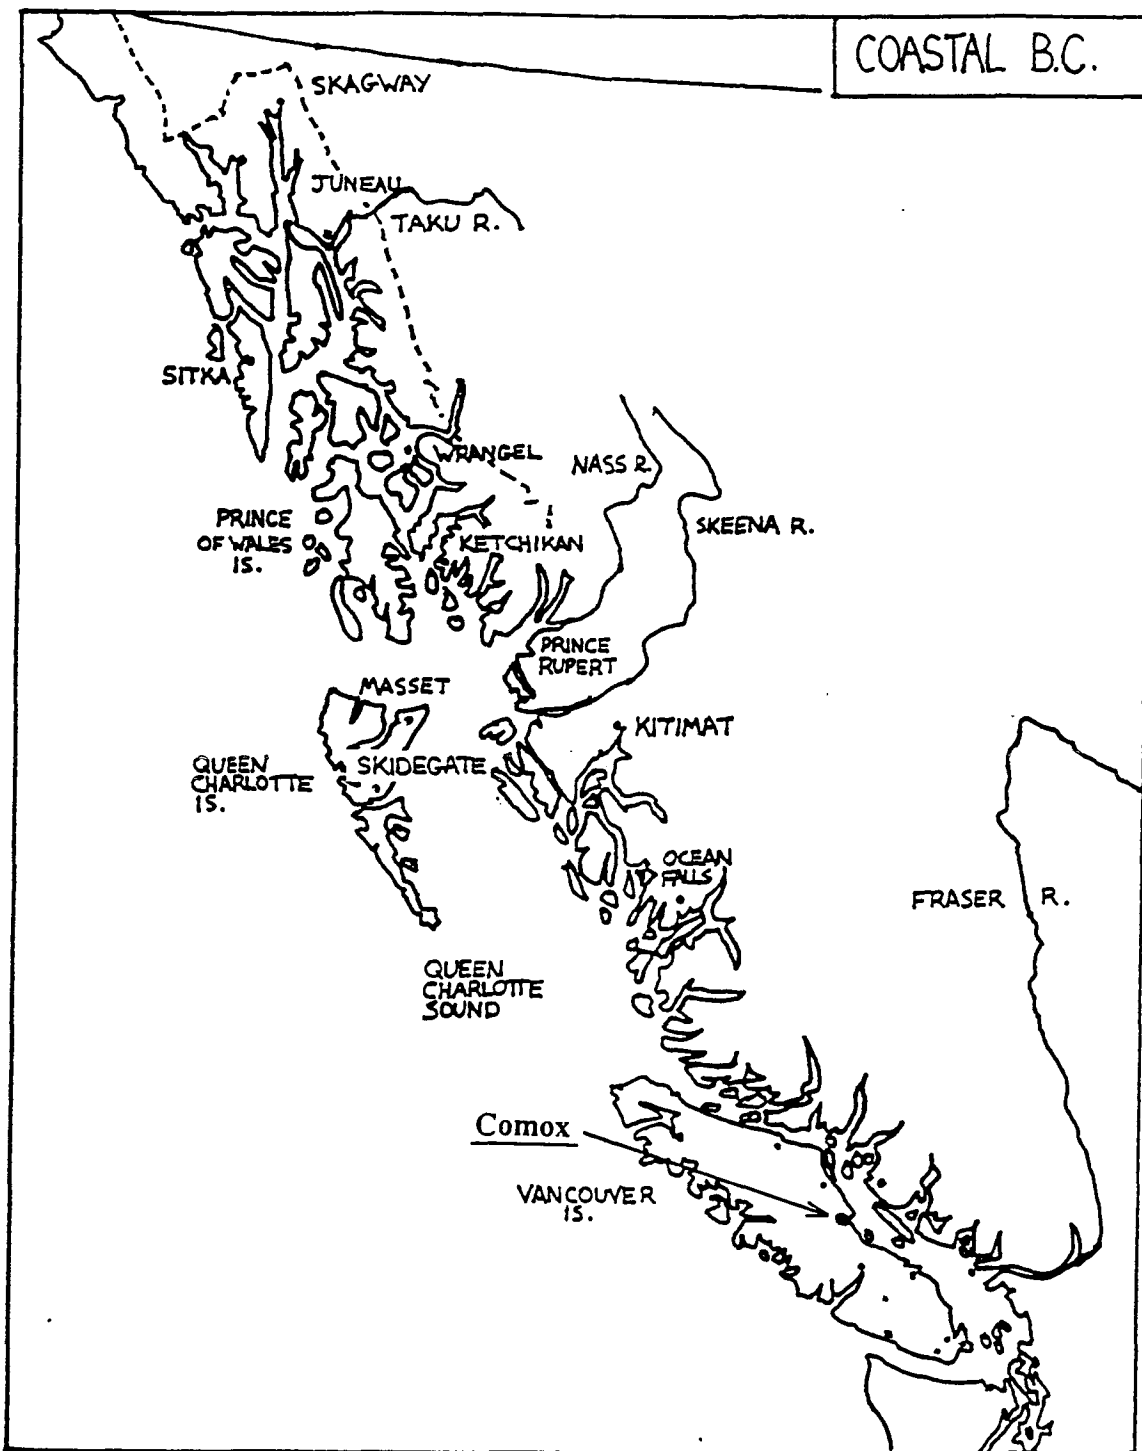 COASTAL B.C.
SKAGWAY
JUNEAU
TAKU R.
SITKA
WRANGEL
NASS R.
SKEENA R.
PRINCE
OF WALES
IS.
KETCHIKAN
PRINCE
RUPERT
MASSET
KITIMAT
QUEEN
CHARLOTTE
IS.
SKIDEGATE
OCEAN
FALLS
FRASER R.
QUEEN
CHARLOTTE
SOUND
Comox
VANCOUVER
IS.